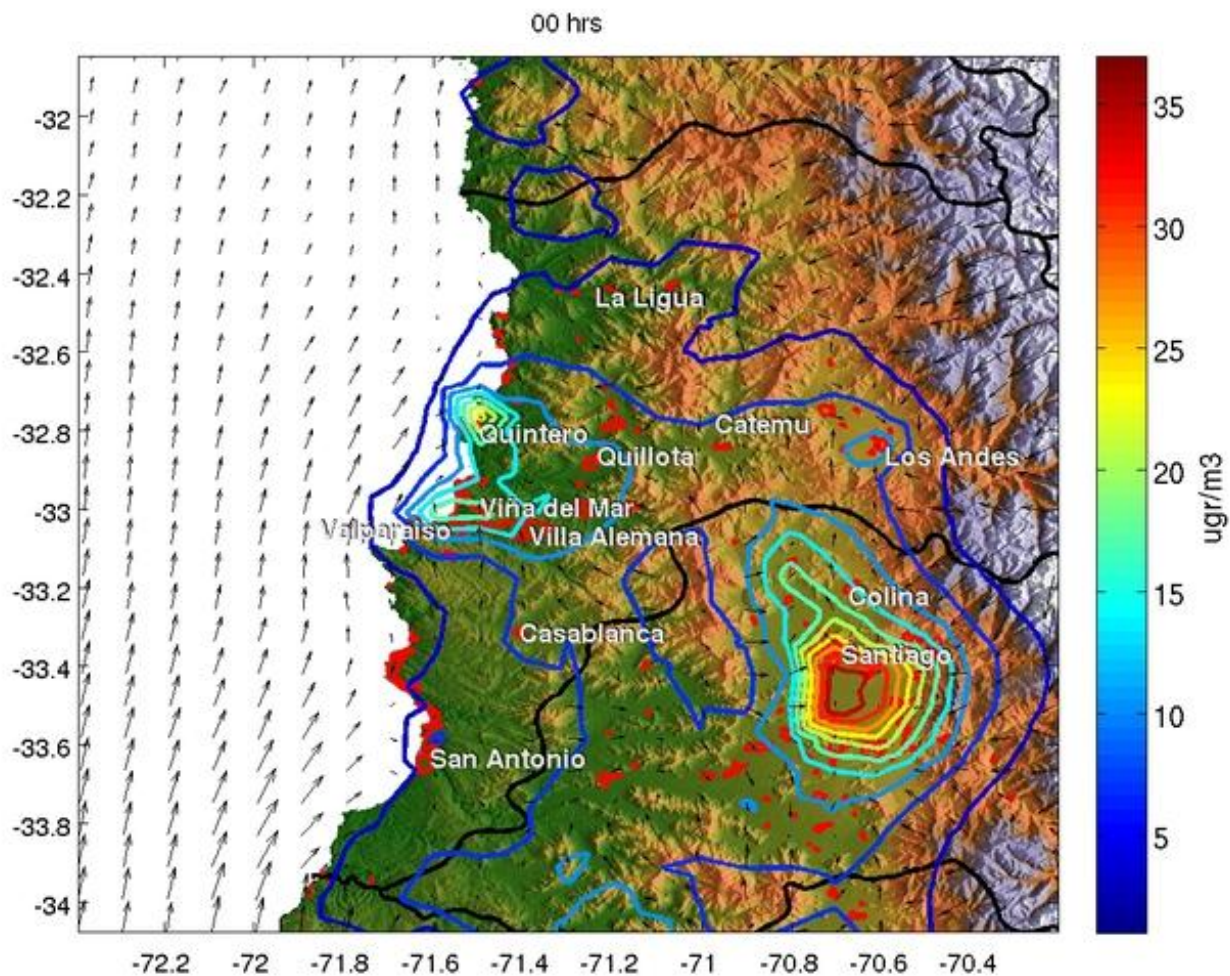 00 hrs
-32
-32.2
-32.4
-32.6
-32.8
-33
-33.2
-33.4
-33.6
-33.8
-34
La Ligua
Catemu
Quintero
Quillota
Los Andes
Viña del Mar
Valparaiso
Villa Alemana
Colina
Casablanca
Santiago
San Antonio
-72.2
-72
-71.8
-71.6
-71.4
-71.2
-71
-70.8
-70.6
-70.4
35
30
25
20
15
10
5
ugr/m3